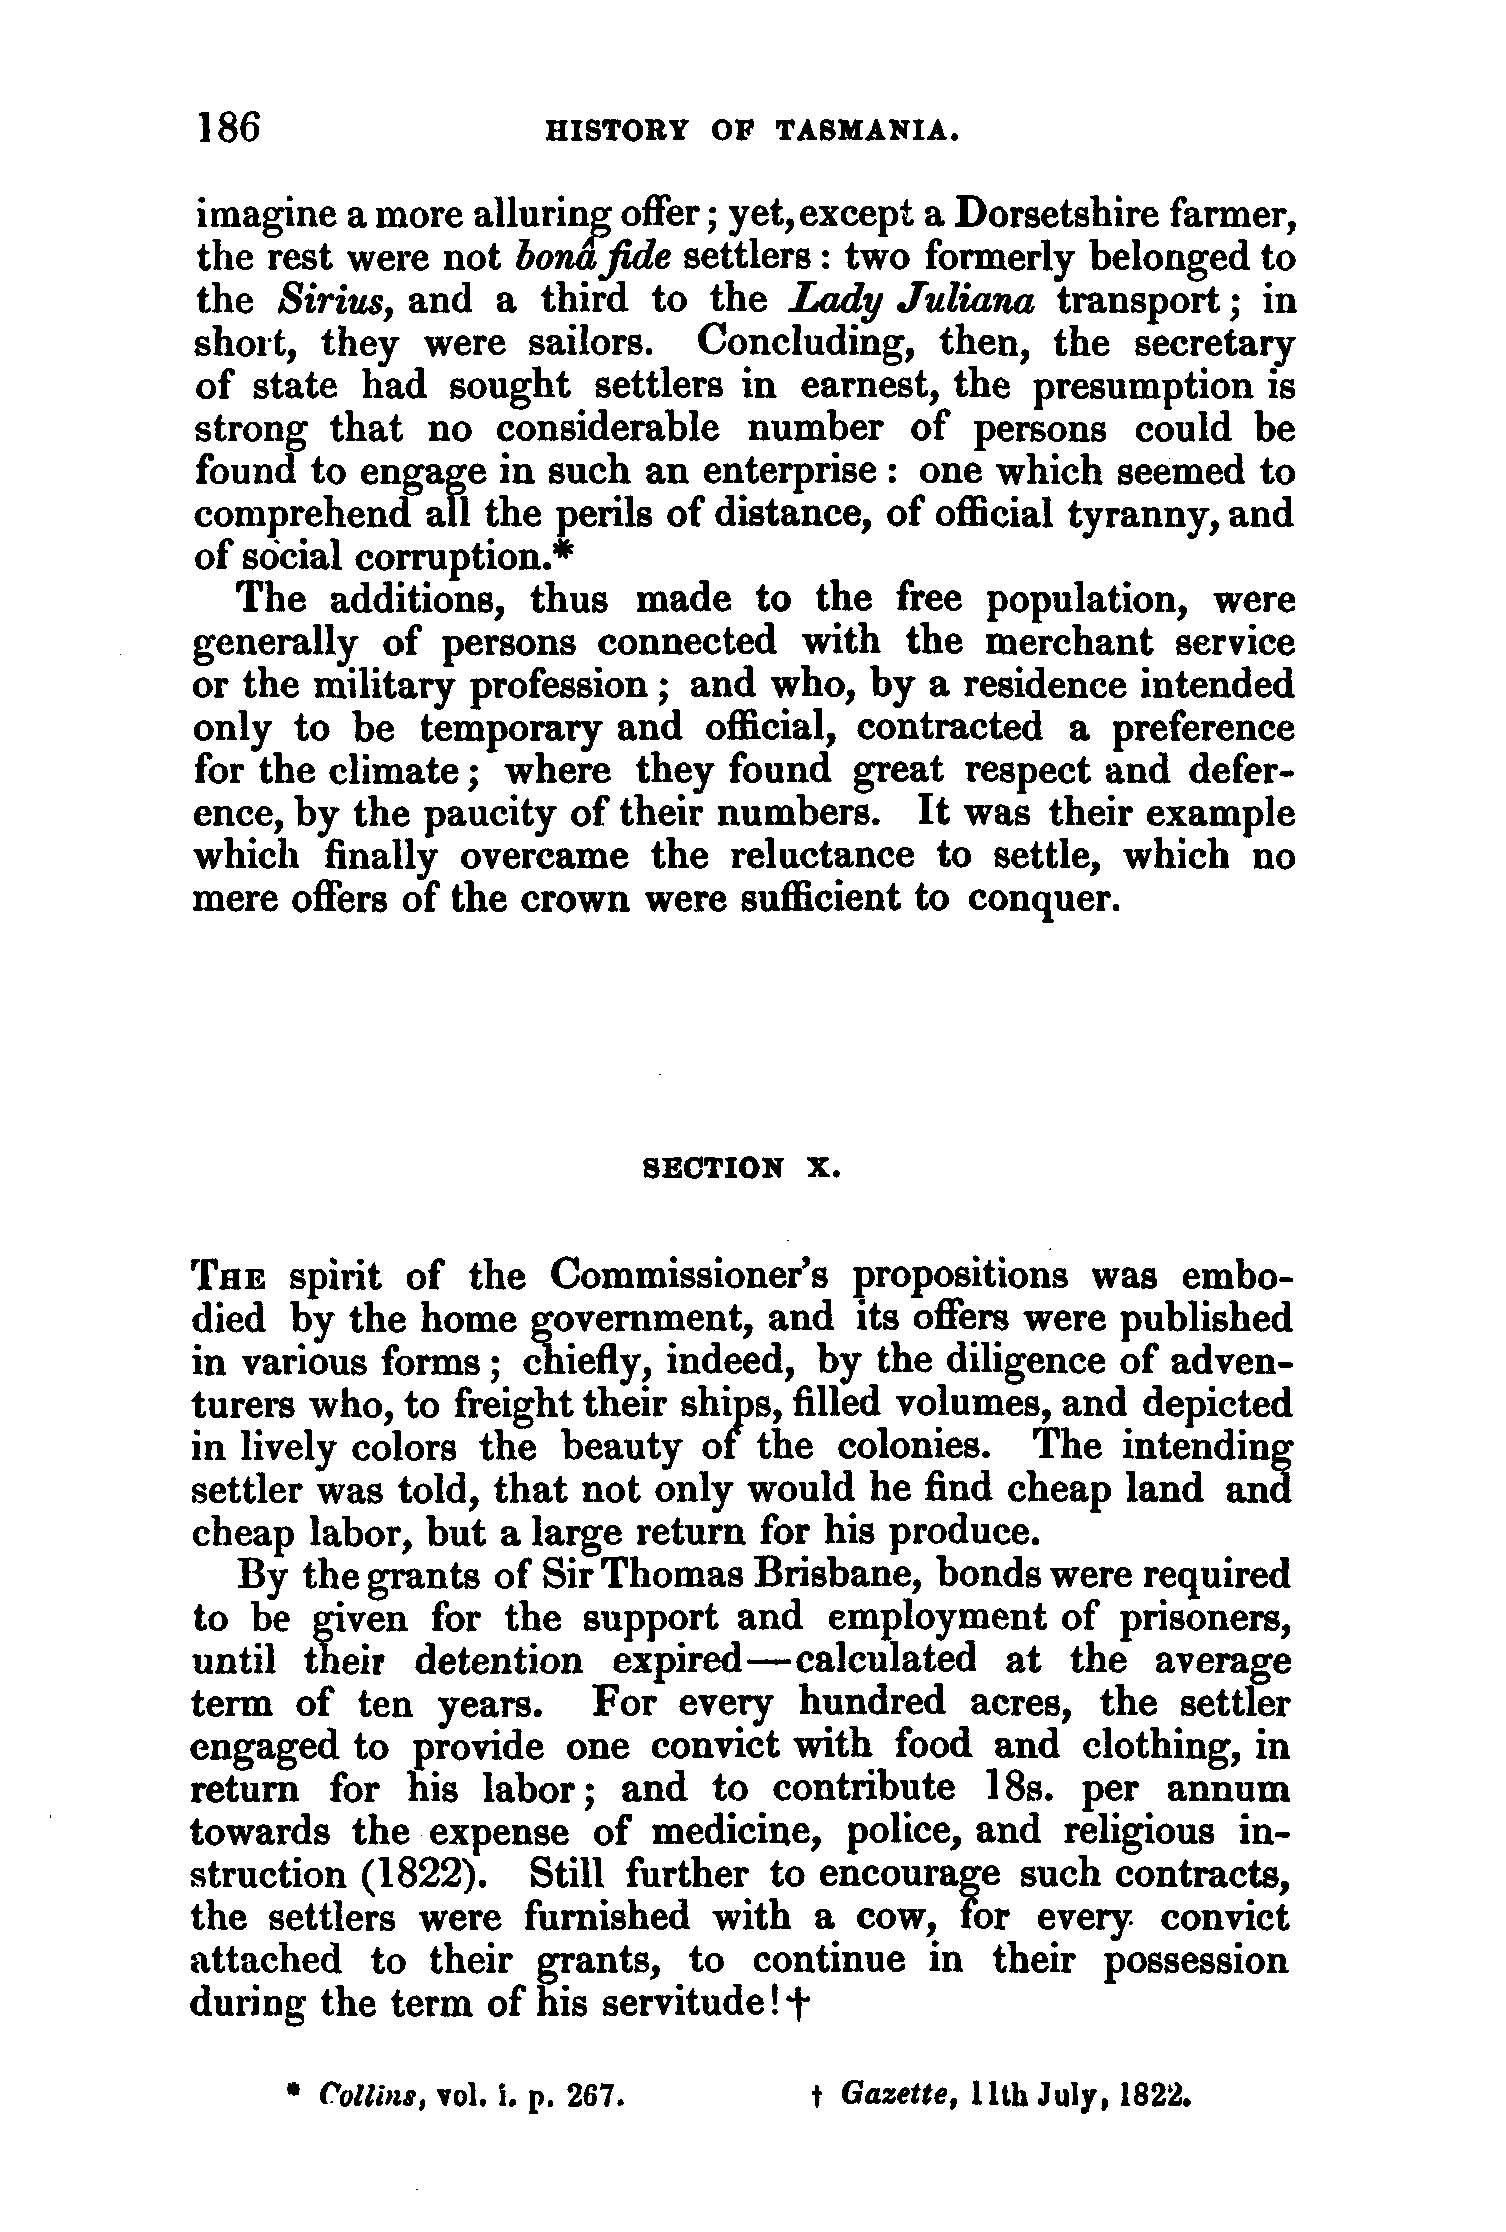 186 HISTORY OF TASMANIA.
imagine a more alluring offer; yet, except a Dorsetshire farmer,
the rest were not bonâ fide settlers: two formerly belonged to
the Sirius, and a third to the Lady Juliana transport; in
short, they were sailors. Concluding, then, the secretary
of state had sought settlers in earnest, the presumption is
strong that no considerable number of persons could be
found to engage in such an enterprise: one which seemed to
comprehend all the perils of distance, of official tyranny, and
of social corruption.*
The additions, thus made to the free population, were
generally of persons connected with the merchant service
or the military profession; and who, by a residence intended
only to be temporary and official, contracted a preference
for the climate; where they found great respect and defer-
ence, by the paucity of their numbers. It was their example
which finally overcame the reluctance to settle, which no
mere offers of the crown were sufficient to conquer.
SECTION X.
THE spirit of the Commissioner's propositions was embo-
died by the home government, and its offers were published
in various forms; chiefly, indeed, by the diligence of adven-
turers who, to freight their ships, filled volumes, and depicted
in lively colors the beauty of the colonies. The intending
settler was told, that not only would he find cheap land and
cheap labor, but a large return for his produce.
By the grants of Sir Thomas Brisbane, bonds were required
to be given for the support and employment of prisoners,
until their detention expired—calculated at the average
term of ten years. For every hundred acres, the settler
engaged to provide one convict with food and clothing, in
return for his labor; and to contribute 18s. per annum
towards the expense of medicine, police, and religious in-
struction (1822). Still further to encourage such contracts,
the settlers were furnished with a cow, for every convict
attached to their grants, to continue in their possession
during the term of his servitude!†
* Collins, vol. i. p. 267. † Gazette, 11th July, 1822.